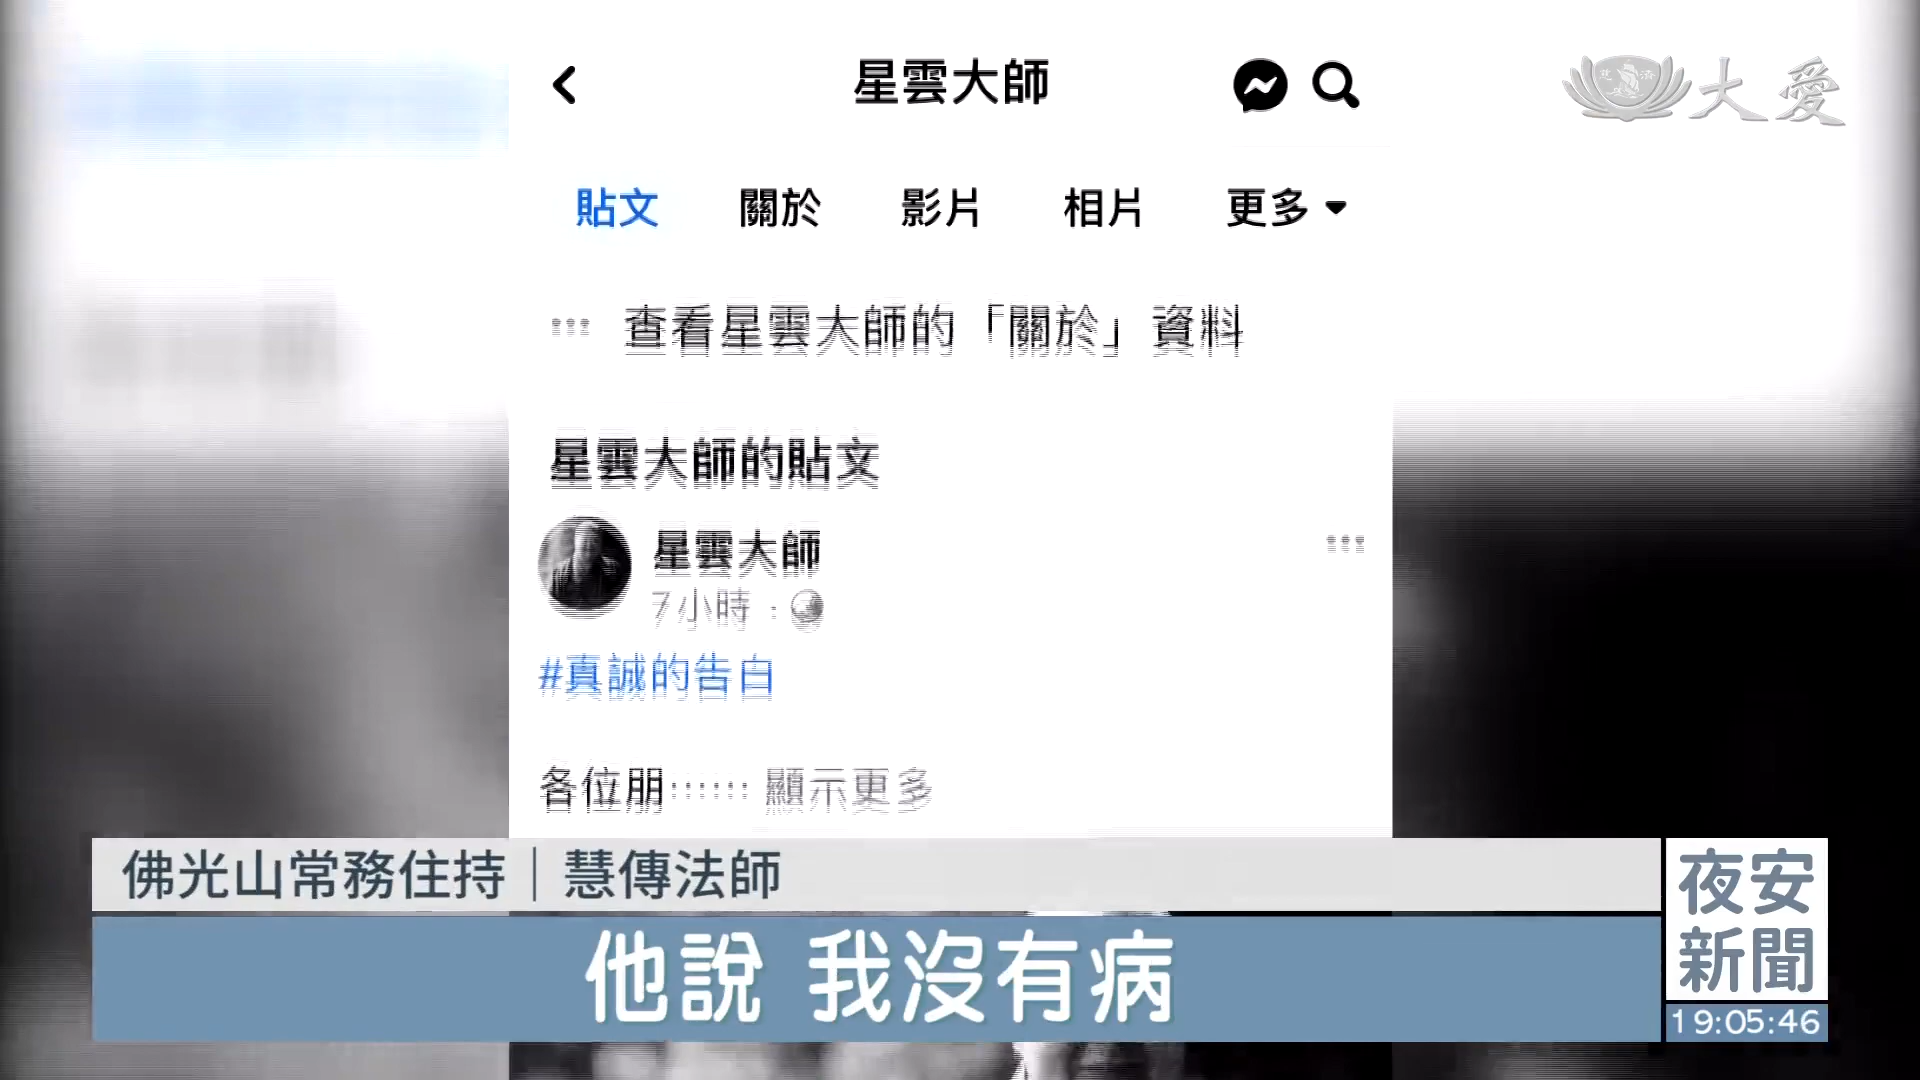 星雲大師
大愛
貼文 關於 影片 相片 更多
查看星雲大師的「關於」資料
星雲大師的貼文
星雲大師
7小時
#真誠的告白
各位朋…… 顯示更多
佛光山常務住持｜慧傳法師
他說 我沒有病
夜安
新聞
19:05:46